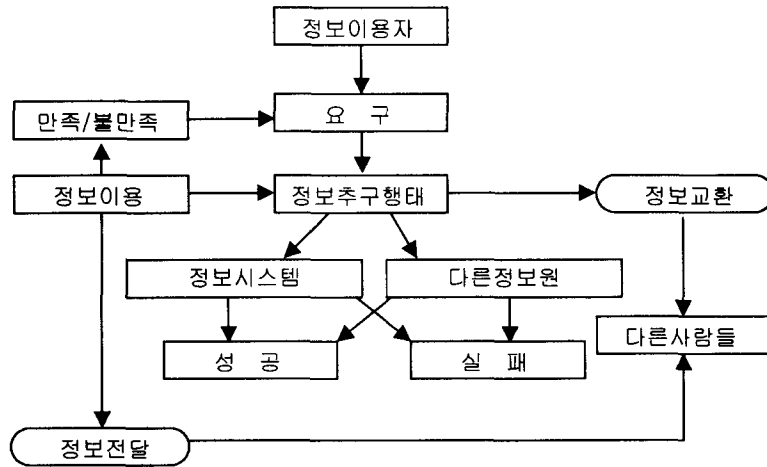 정보이용자
요 구
만족/불만족
정보이용
정보추구행태
정보교환
정보시스템
다른정보원
다른사람들
성 공
실 패
정보전달